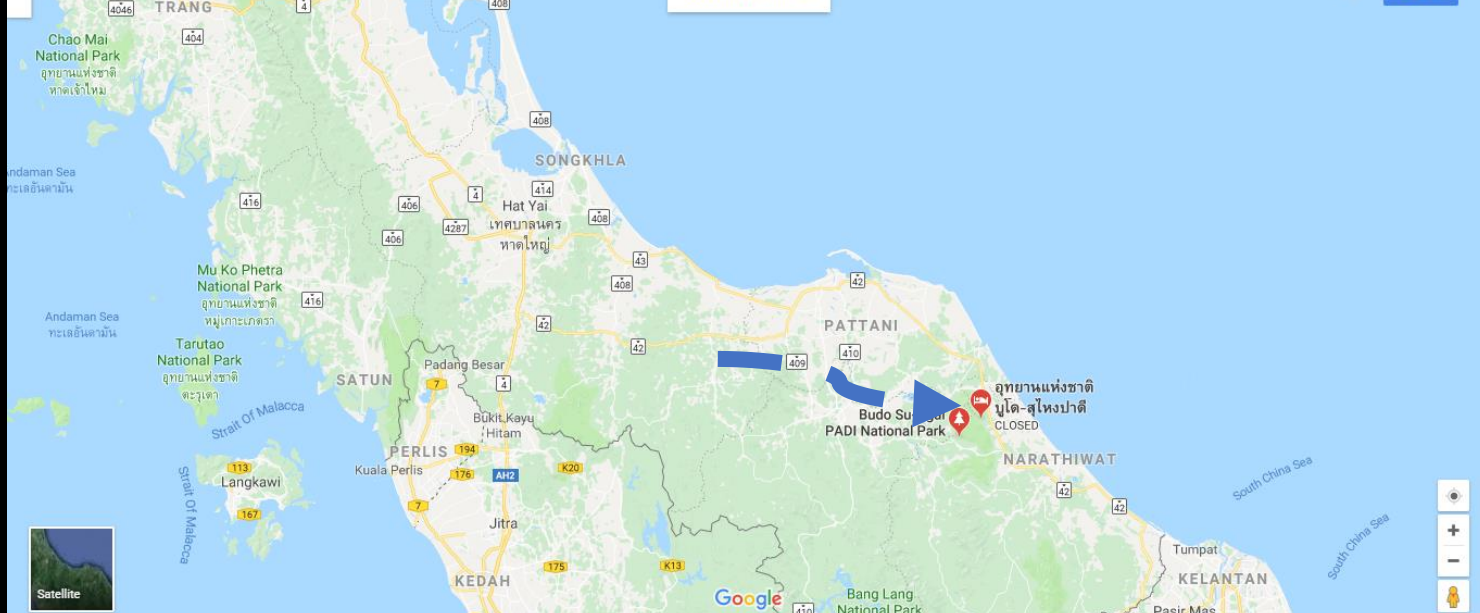 4046
TRANG
4
408
Chao Mai
National Park
อุทยานแห่งชาติ
หาดเจ้าไหม
404
408
SONGKHLA
Andaman Sea
ทะเลอันดามัน
416
406
4
414
Hat Yai
เทศบาลนคร
หาดใหญ่
408
4287
406
43
Mu Ko Phetra
National Park
อุทยานแห่งชาติ
หมู่เกาะเภตรา
416
408
42
Andaman Sea
ทะเลอันดามัน
42
PATTANI
Tarutao
National Park
อุทยานแห่งชาติ
ตะรุเตา
42
409
410
Padang Besar
SATUN
7
4
อุทยานแห่งชาติ
บูโด-สุไหงปาดี
CLOSED
Strait Of Malacca
Bukit Kayu
Hitam
Budo
PADI National Park
PERLIS
194
NARATHIWAT
Kuala Perlis
176
AH2
K20
113
Langkawi
42
South China Sea
Strait Of Malacca
167
7
42
Jitra
South China Sea
Tumpat
175
K13
KEDAH
KELANTAN
Satellite
Google
410
Bang Lang
National Park
Pasir Mas